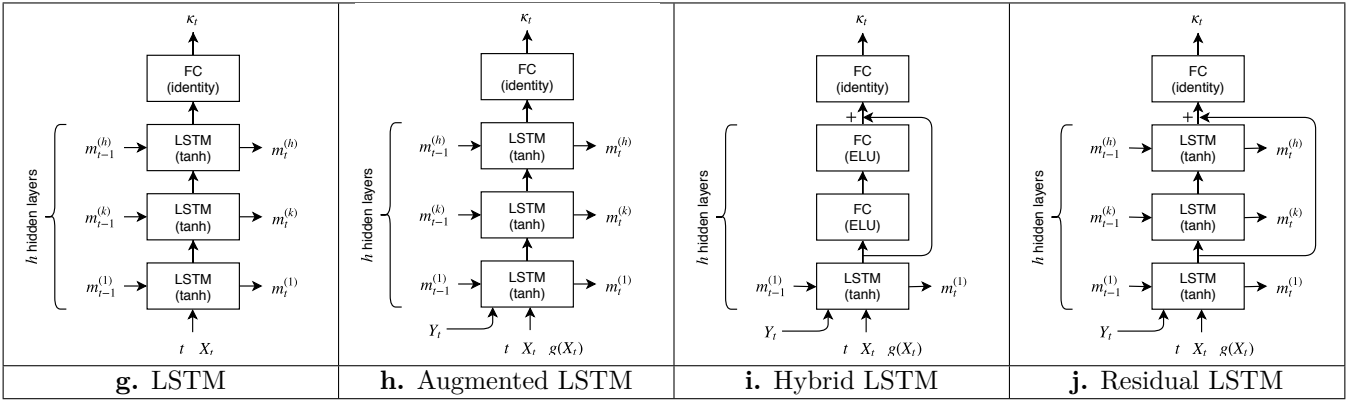 κₜ
FC
(identity)
h hidden layers
m_{t−1}^{(h)}
LSTM
(tanh)
m_t^{(h)}
m_{t−1}^{(k)}
LSTM
(tanh)
m_t^{(k)}
m_{t−1}^{(1)}
LSTM
(tanh)
m_t^{(1)}
t X_t
g. LSTM
κₜ
FC
(identity)
h hidden layers
m_{t−1}^{(h)}
LSTM
(tanh)
m_t^{(h)}
m_{t−1}^{(k)}
LSTM
(tanh)
m_t^{(k)}
m_{t−1}^{(1)}
LSTM
(tanh)
m_t^{(1)}
Y_t
t X_t g(X_t)
h. Augmented LSTM
κₜ
FC
(identity)
+
h hidden layers
FC
(ELU)
FC
(ELU)
m_{t−1}^{(1)}
LSTM
(tanh)
m_t^{(1)}
Y_t
t X_t g(X_t)
i. Hybrid LSTM
κₜ
FC
(identity)
+
h hidden layers
m_{t−1}^{(h)}
LSTM
(tanh)
m_t^{(h)}
m_{t−1}^{(k)}
LSTM
(tanh)
m_t^{(k)}
m_{t−1}^{(1)}
LSTM
(tanh)
m_t^{(1)}
Y_t
t X_t g(X_t)
j. Residual LSTM